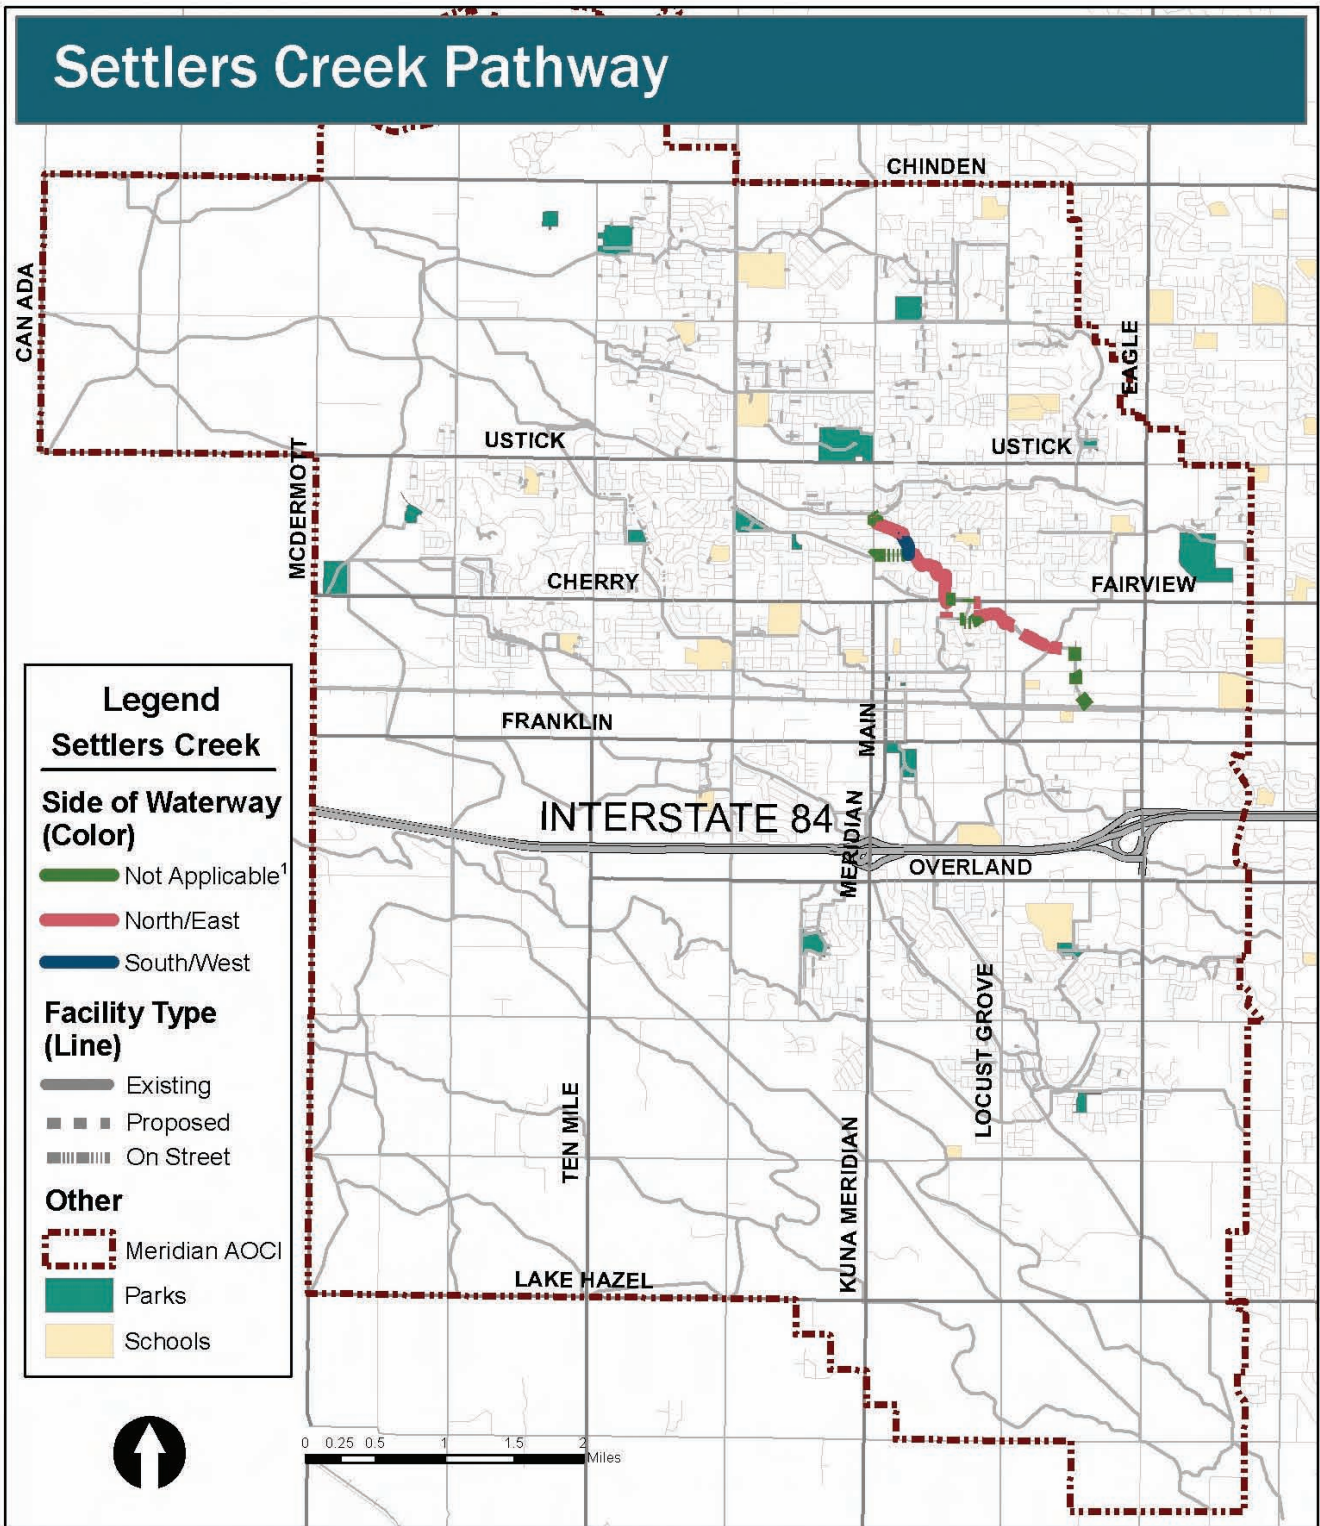 Settlers Creek Pathway
CHINDEN
CAN ADA
EAGLE
USTICK
USTICK
MCDERMOTT
CHERRY
FAIRVIEW
FRANKLIN
MAIN
INTERSTATE 84
MERIDIAN
OVERLAND
LOCUST GROVE
TEN MILE
KUNA MERIDIAN
LAKE HAZEL
Legend
Settlers Creek
Side of Waterway
(Color)
Not Applicable¹
North/East
South/West
Facility Type
(Line)
Existing
Proposed
On Street
Other
Meridian AOCI
Parks
Schools
0 0.25 0.5 1 1.5 2
Miles